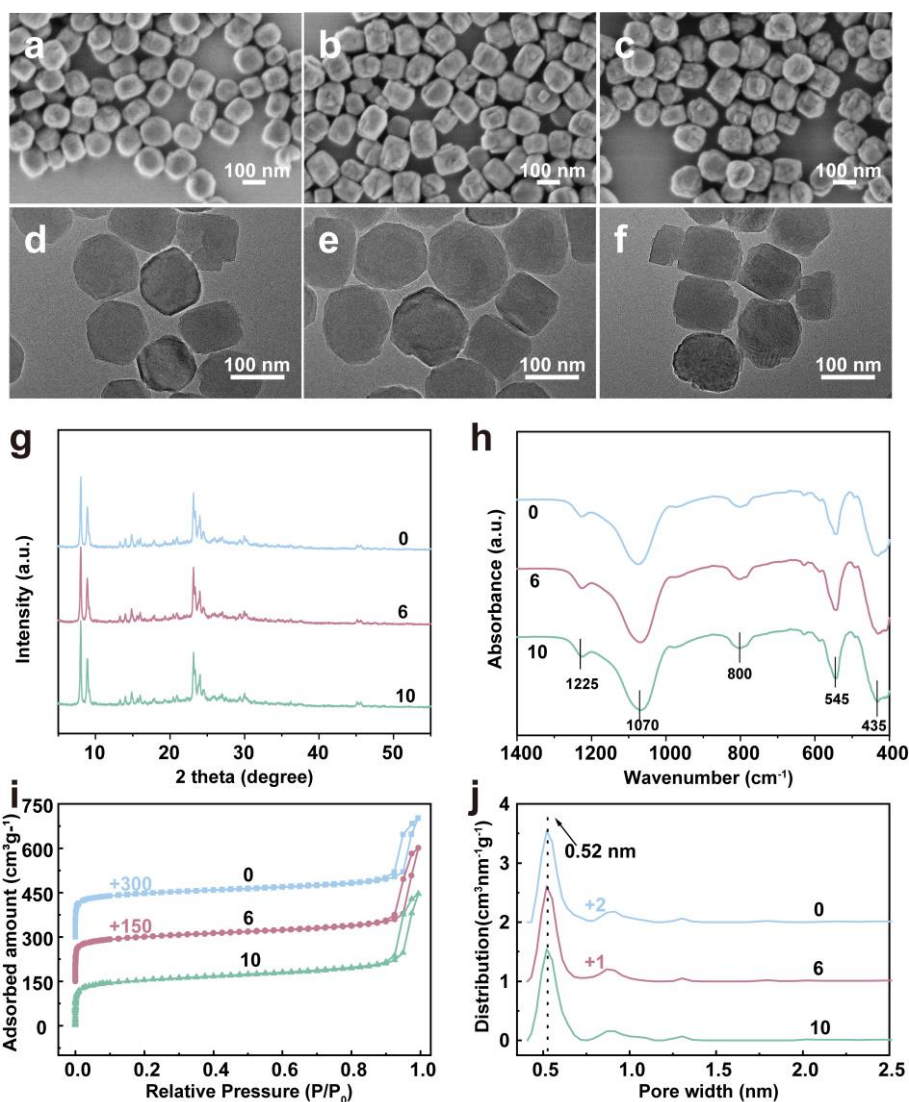 a
b
c
100 nm
100 nm
100 nm
d
e
f
100 nm
100 nm
100 nm
g
Intensity (a.u.)
0
6
10
10
20
30
40
50
2 theta (degree)
h
Absorbance (a.u.)
0
6
10
1225
1070
800
545
435
1400
1200
1000
800
600
400
Wavenumber (cm⁻¹)
i
Adsorbed amount (cm³g⁻¹)
750
600
450
300
150
0
+300
0
+150
6
10
0.0
0.2
0.4
0.6
0.8
1.0
Relative Pressure (P/P₀)
j
Distribution(cm³nm⁻¹g⁻¹)
4
3
2
1
0
0.52 nm
+2
0
+1
6
10
0.5
1.0
1.5
2.0
2.5
Pore width (nm)